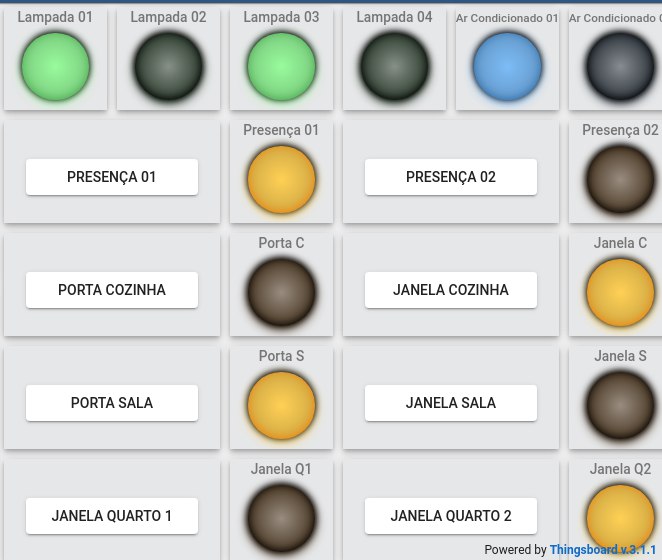 Lampada 01 Lampada 02 Lampada 03 Lampada 04 Ar Condicionado 01 Ar Condicionado
Presença 01 Presença 02
PRESENÇA 01 PRESENÇA 02
Porta C Janela C
PORTA COZINHA JANELA COZINHA
Porta S Janela S
PORTA SALA JANELA SALA
Janela Q1 Janela Q2
JANELA QUARTO 1 JANELA QUARTO 2
Powered by Thingsboard v.3.1.1